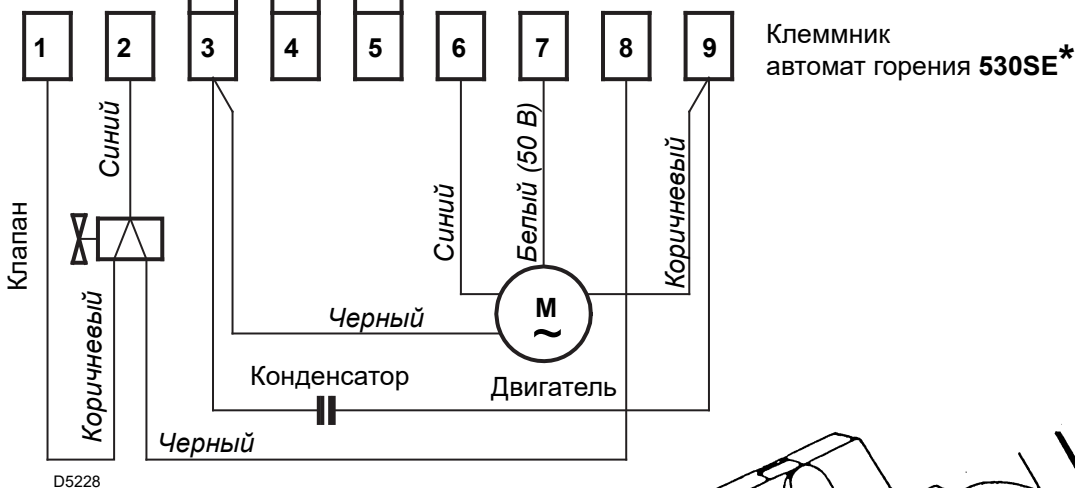 1 2 3 4 5 6 7 8 9
Клеммник
автомат горения 530SE*
Синий
Клапан
Коричневый
Синий
Белый (50 В)
Коричневый
Черный
M
~
Конденсатор
Двигатель
Черный
D5228